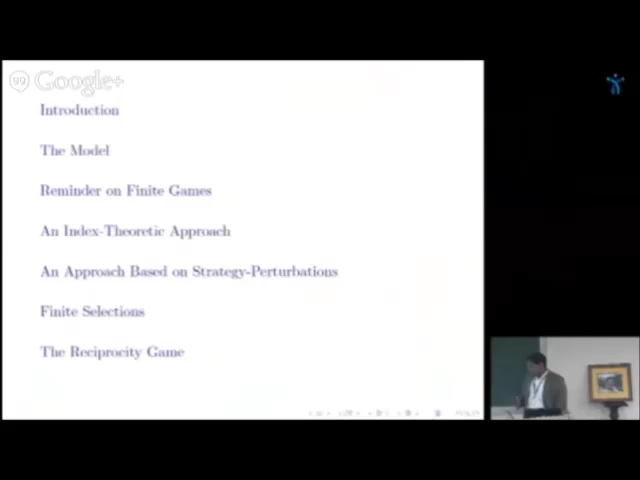 Google+
Introduction
The Model
Reminder on Finite Games
An Index-Theoretic Approach
An Approach Based on Strategy-Perturbations
Finite Selections
The Reciprocity Game